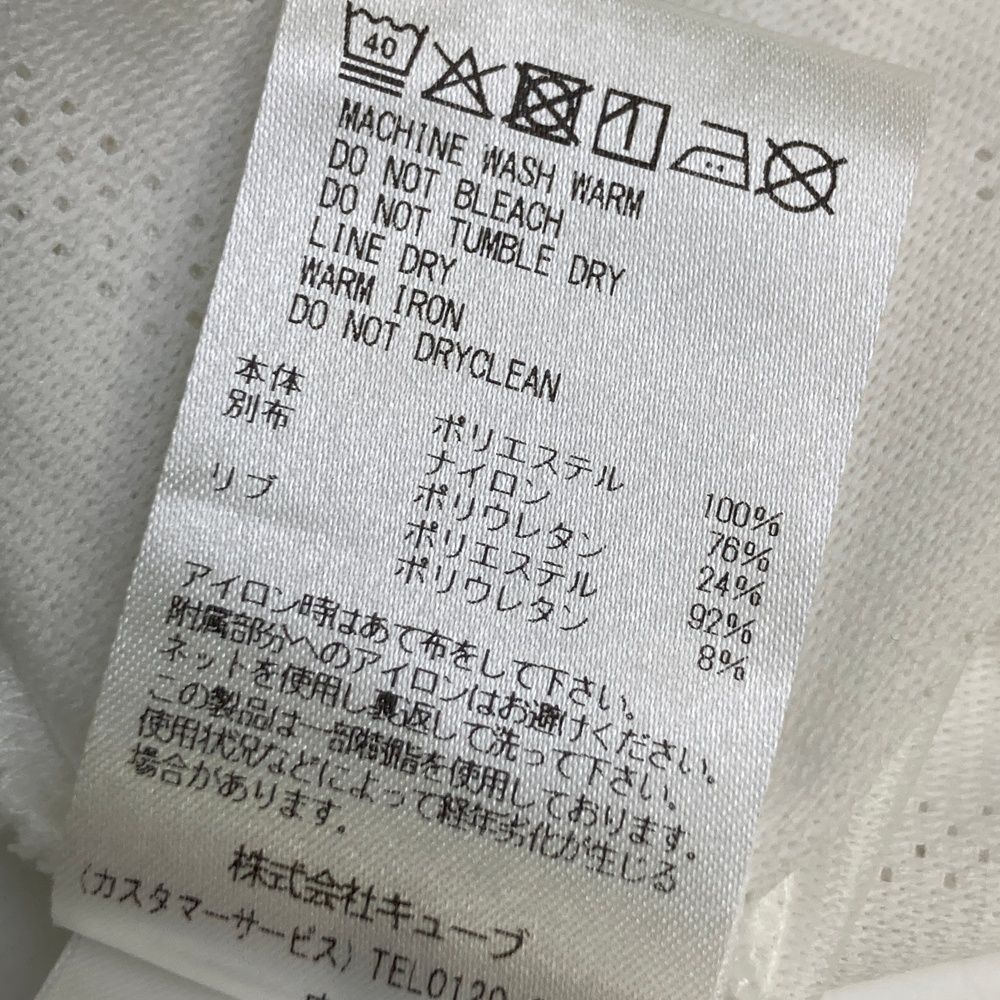 40
MACHINE WASH WARM
DO NOT BLEACH
DO NOT TUMBLE DRY
LINE DRY
WARM IRON
DO NOT DRYCLEAN
本体 ポリエステル 100%
別布 ナイロン 76%
ポリウレタン 24%
リブ ポリエステル 92%
ポリウレタン 8%
アイロン時はあて布をして下さい。
附属部分へのアイロンはお避けください。
ネットを使用し裏返して洗って下さい。
この製品は一部樹脂を使用しております。
使用状況などによって経年劣化が生じる
場合があります。
株式会社キューブ
(カスタマーサービス) TEL0120